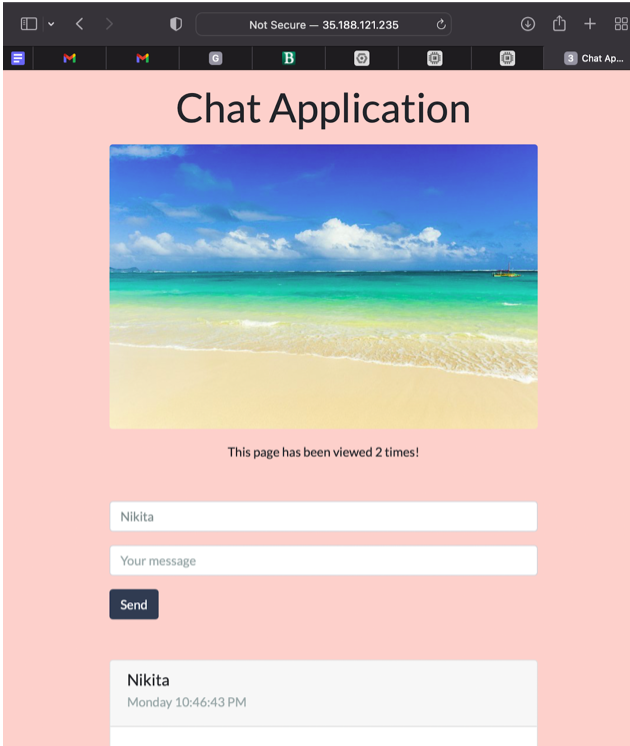 Not Secure — 35.188.121.235
G
B
3 Chat Ap...
Chat Application
This page has been viewed 2 times!
Nikita
Your message
Send
Nikita
Monday 10:46:43 PM